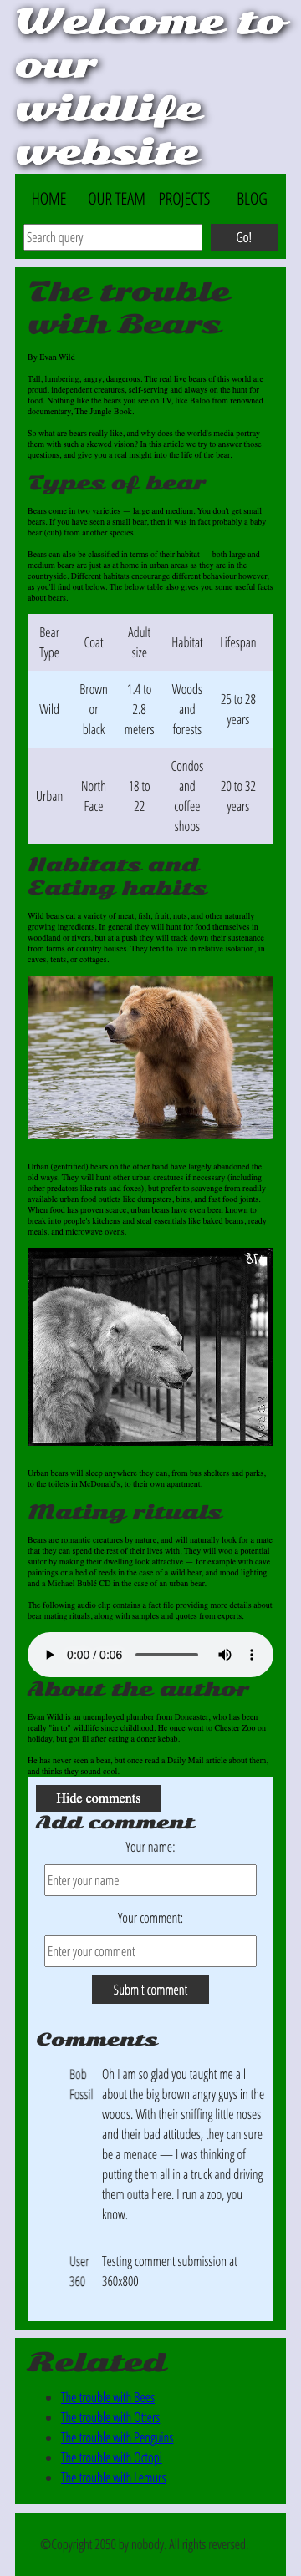 Welcome to
our
wildlife
website
HOME OUR TEAM PROJECTS BLOG
Search query Go!
The trouble
with Bears
By Evan Wild
Tall, lumbering, angry, dangerous. The real live bears of this world are
proud, independent creatures, self-serving and always on the hunt for
food. Nothing like the bears you see on TV, like Baloo from renowned
documentary, The Jungle Book.
So what are bears really like, and why does the world's media portray
them with such a skewed vision? In this article we try to answer those
questions, and give you a real insight into the life of the bear.
Types of bear
Bears come in two varieties — large and medium. You don't get small
bears. If you have seen a small bear, then it was in fact probably a baby
bear (cub) from another species.
Bears can also be classified in terms of their habitat — both large and
medium bears are just as at home in urban areas as they are in the
countryside. Different habitats encourange different behaviour however,
as you'll find out below. The below table also gives you some useful facts
about bears.
Bear Type Coat Adult size Habitat Lifespan
Wild Brown or black 1.4 to 2.8 meters Woods and forests 25 to 28 years
Urban North Face 18 to 22 Condos and coffee shops 20 to 32 years
Habitats and
Eating habits
Wild bears eat a variety of meat, fish, fruit, nuts, and other naturally
growing ingredients. In general they will hunt for food themselves in
woodland or rivers, but at a push they will track down their sustenance
from farms or country houses. They tend to live in relative isolation, in
caves, tents, or cottages.
Urban (gentrified) bears on the other hand have largely abandoned the
old ways. They will hunt other urban creatures if necessary (including
other predators like rats and foxes), but prefer to scavenge from readily
available urban food outlets like dumpsters, bins, and fast food joints.
When food has proven scarce, urban bears have even been known to
break into people's kitchens and steal essentials like baked beans, ready
meals, and microwave ovens.
Urban bears will sleep anywhere they can, from bus shelters and parks,
to the toilets in McDonald's, to their own apartment.
Mating rituals
Bears are romantic creatures by nature, and will naturally look for a mate
that they can spend the rest of their lives with. They will woo a potential
suitor by making their dwelling look attractive — for example with cave
paintings or a bed of reeds in the case of a wild bear, and mood lighting
and a Michael Bublé CD in the case of an urban bear.
The following audio clip contains a fact file providing more details about
bear mating rituals, along with samples and quotes from experts.
0:00 / 0:06
About the author
Evan Wild is an unemployed plumber from Doncaster, who has been
really "in to" wildlife since childhood. He once went to Chester Zoo on
holiday, but got ill after eating a doner kebab.
He has never seen a bear, but once read a Daily Mail article about them,
and thinks they sound cool.
Hide comments
Add comment
Your name:
Enter your name
Your comment:
Enter your comment
Submit comment
Comments
Bob Fossil
Oh I am so glad you taught me all
about the big brown angry guys in the
woods. With their sniffing little noses
and their bad attitudes, they can sure
be a menace — I was thinking of
putting them all in a truck and driving
them outta here. I run a zoo, you
know.
User 360
Testing comment submission at
360x800
Related
The trouble with Bees
The trouble with Otters
The trouble with Penguins
The trouble with Octopi
The trouble with Lemurs
©Copyright 2050 by nobody. All rights reversed.